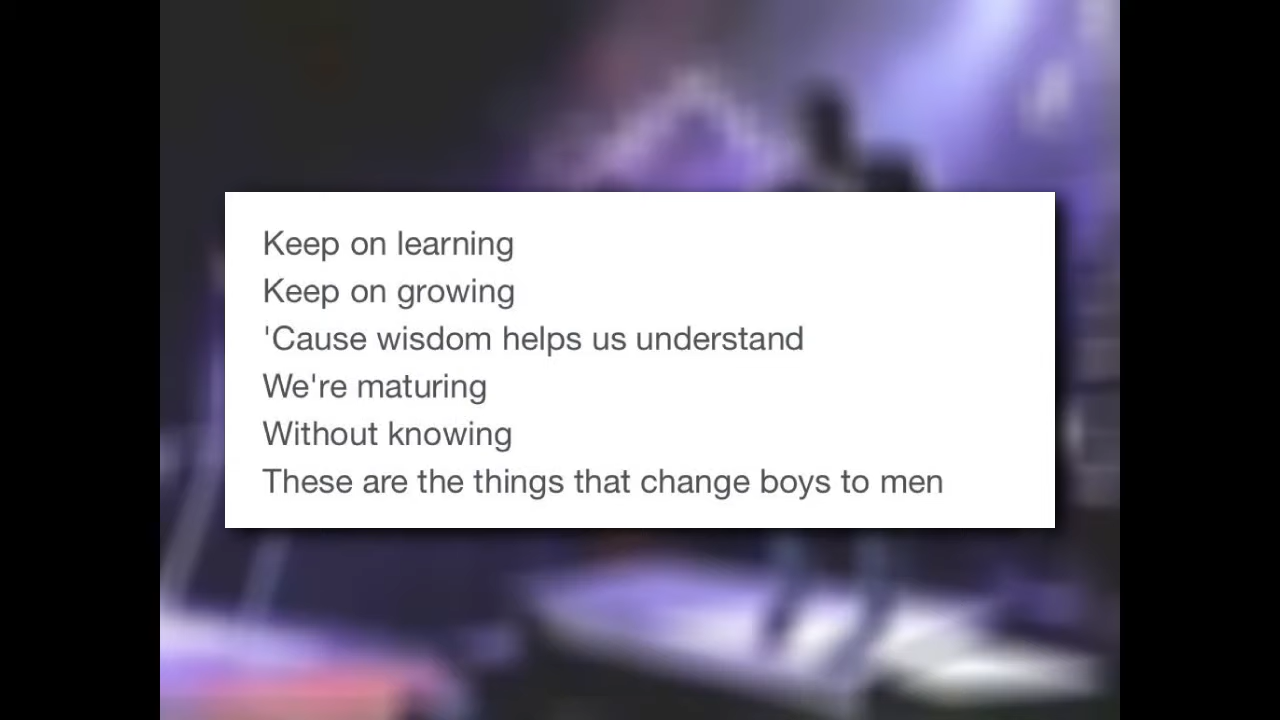 Keep on learning
Keep on growing
'Cause wisdom helps us understand
We're maturing
Without knowing
These are the things that change boys to men